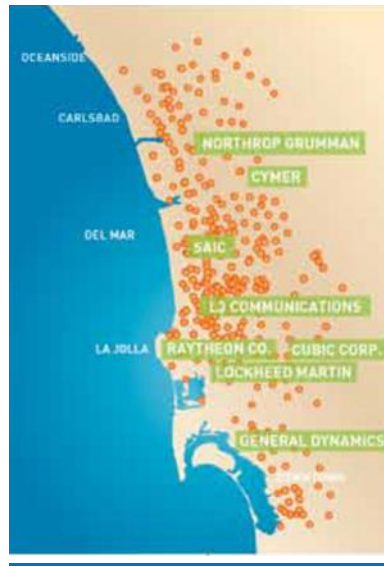 OCEANSIDE
CARLSBAD
NORTHROP GRUMMAN
CYMER
DEL MAR
SAIC
L3 COMMUNICATIONS
LA JOLLA
RAYTHEON CO.
CUBIC CORP.
LOCKHEED MARTIN
GENERAL DYNAMICS